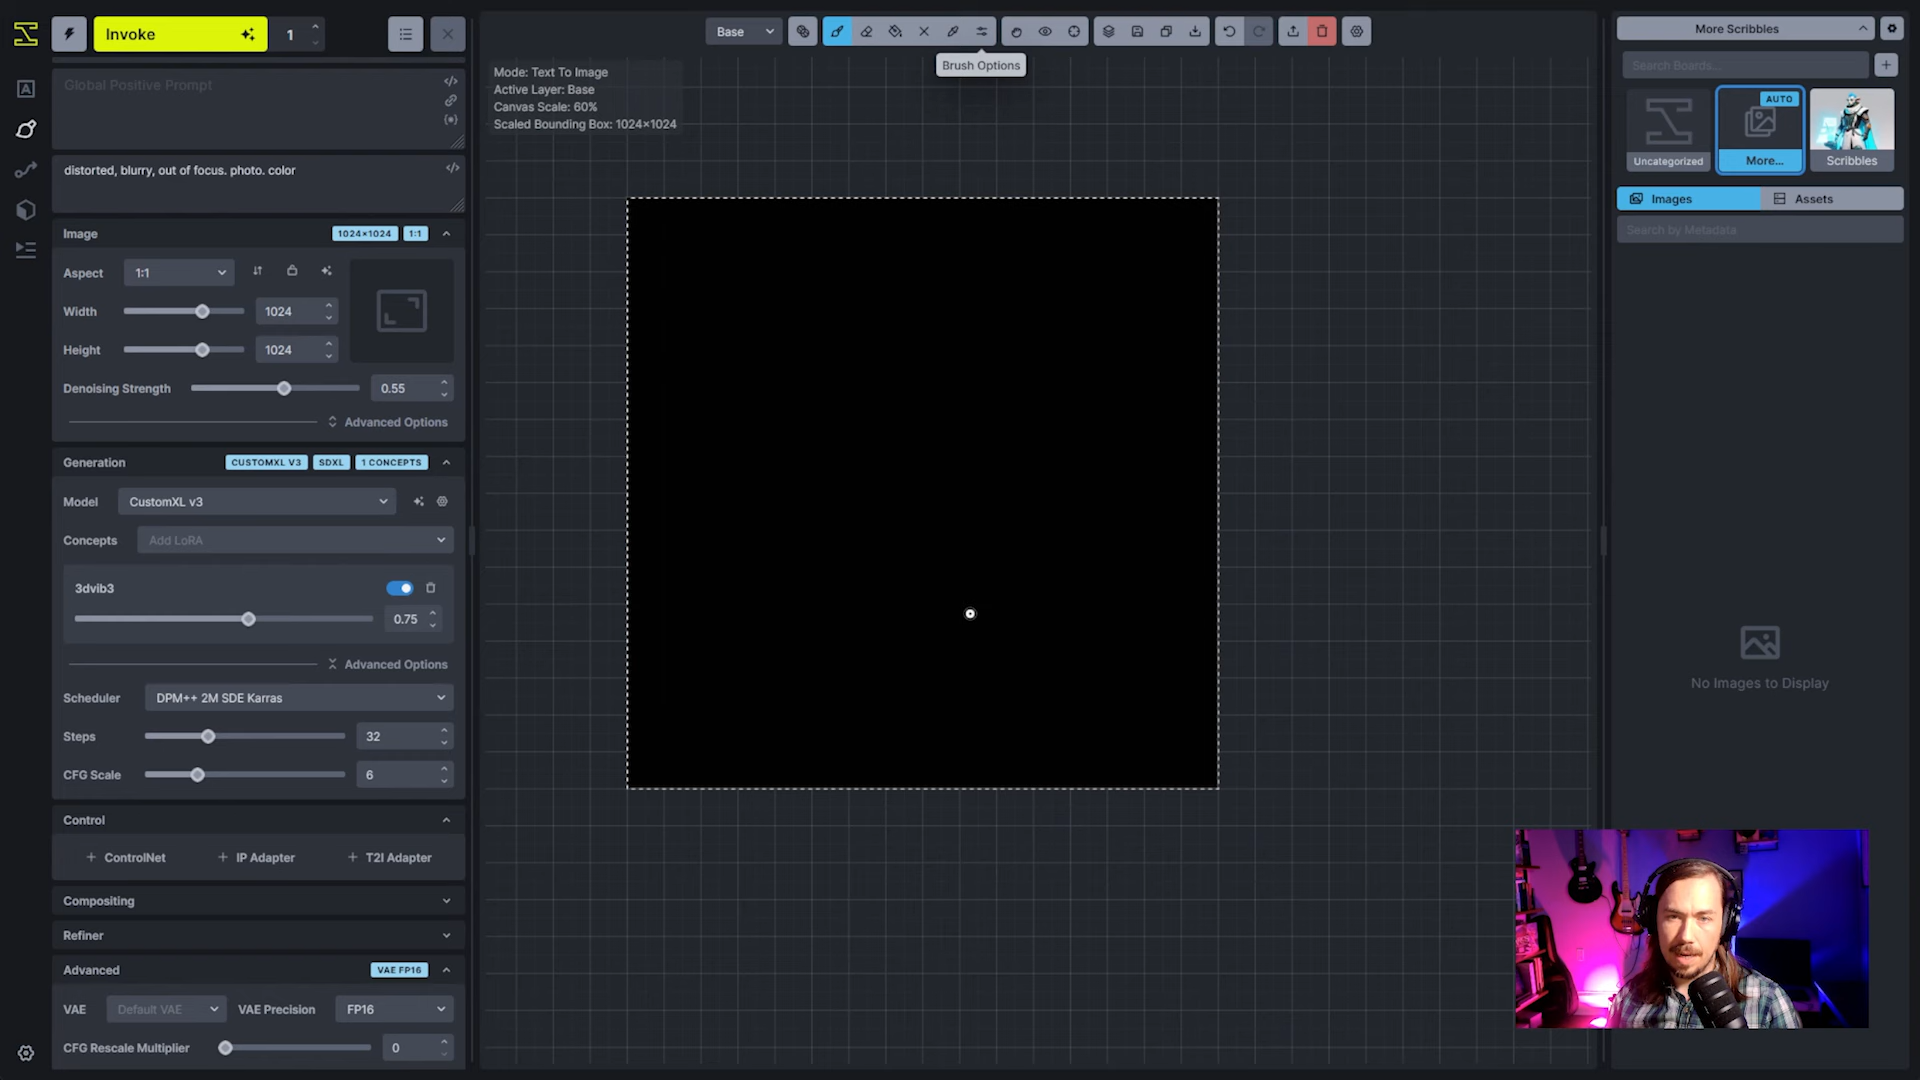 Invoke
1
Global Positive Prompt
distorted, blurry, out of focus. photo. color
Image
1024×1024
1:1
Aspect
1:1
Width
1024
Height
1024
Denoising Strength
0.55
Advanced Options
Generation
CUSTOMXL V3
SDXL
1 CONCEPTS
Model
CustomXL v3
Concepts
Add LoRA
3dvib3
0.75
Advanced Options
Scheduler
DPM++ 2M SDE Karras
Steps
32
CFG Scale
6
Control
ControlNet
IP Adapter
T2I Adapter
Compositing
Refiner
Advanced
VAE FP16
VAE
Default VAE
VAE Precision
FP16
CFG Rescale Multiplier
0
Base
Brush Options
Mode: Text To Image
Active Layer: Base
Canvas Scale: 60%
Scaled Bounding Box: 1024×1024
More Scribbles
Search Boards...
Uncategorized
AUTO
More...
Scribbles
Images
Assets
Search by Metadata
No Images to Display